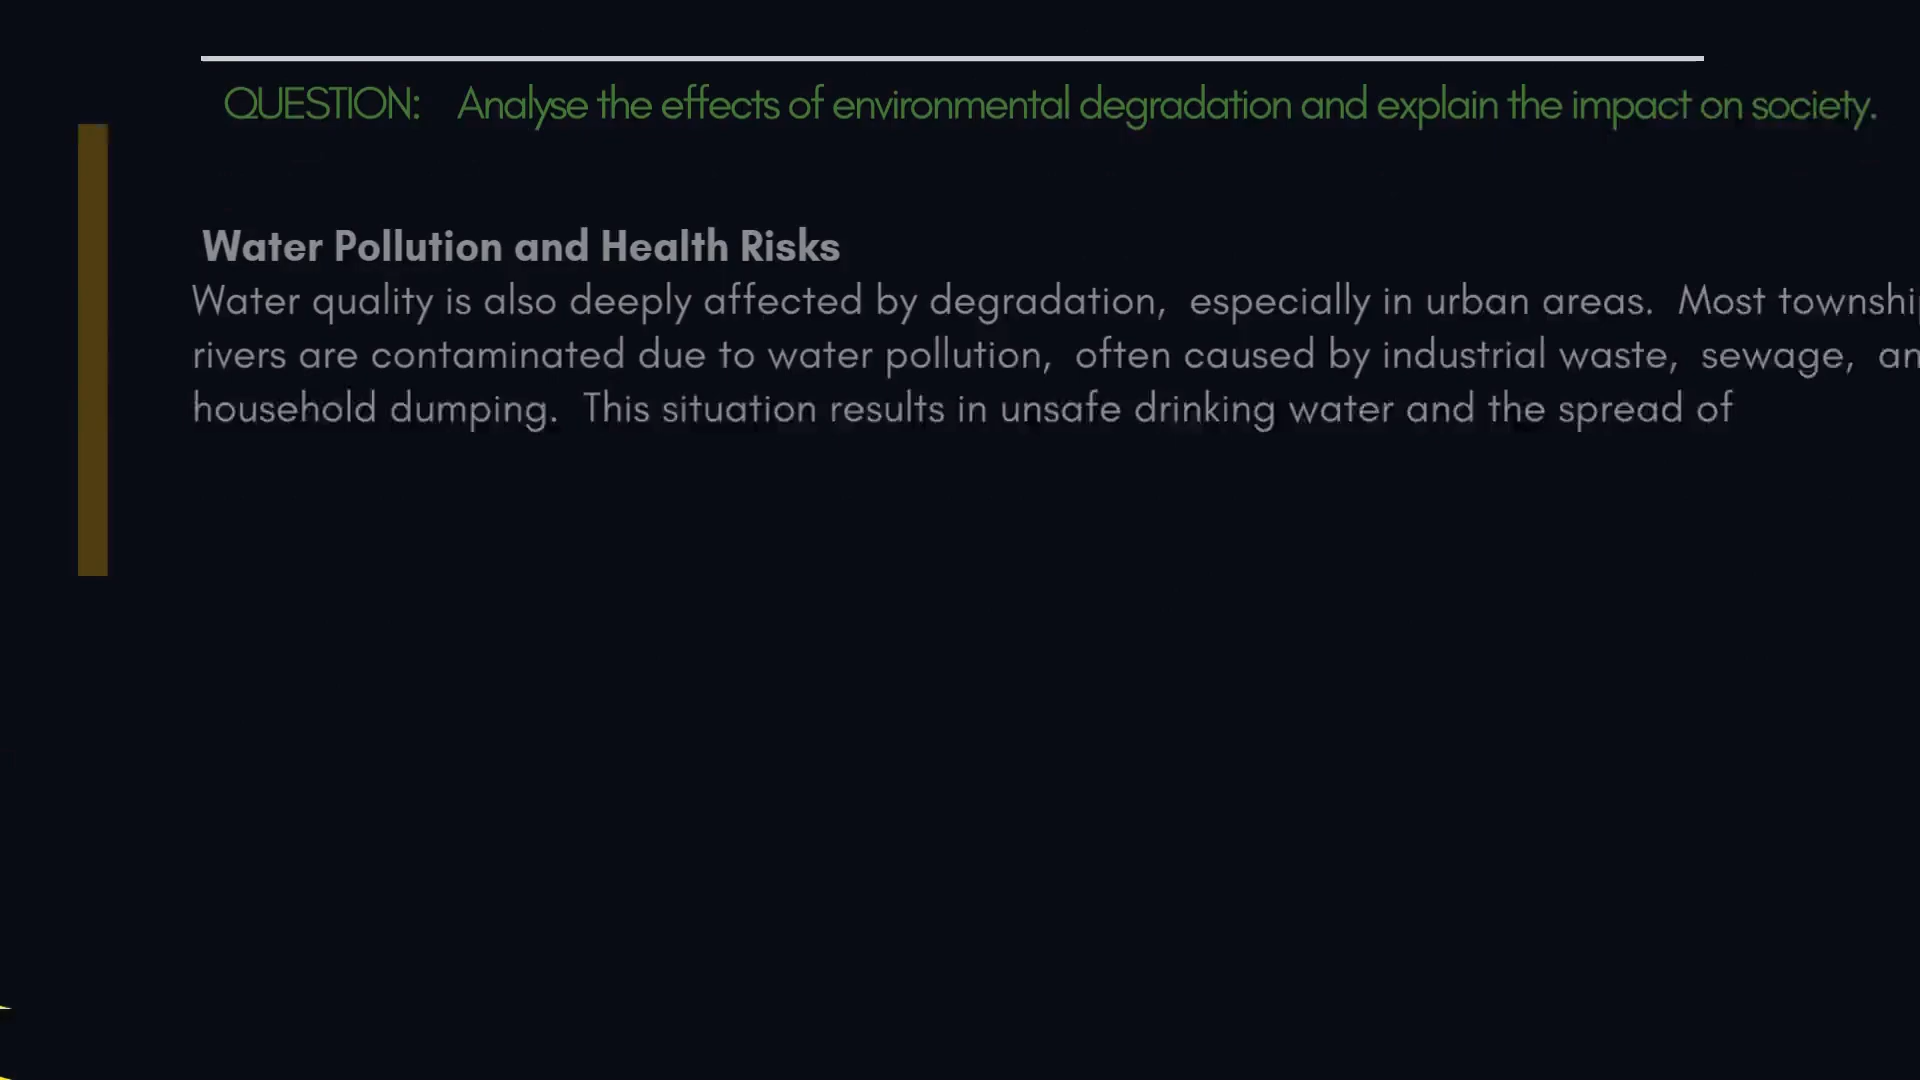 QUESTION: Analyse the effects of environmental degradation and explain the impact on society.
Water Pollution and Health Risks
Water quality is also deeply affected by degradation, especially in urban areas. Most
rivers are contaminated due to water pollution, often caused by industrial waste, sewage,
household dumping. This situation results in unsafe drinking water and the spread of